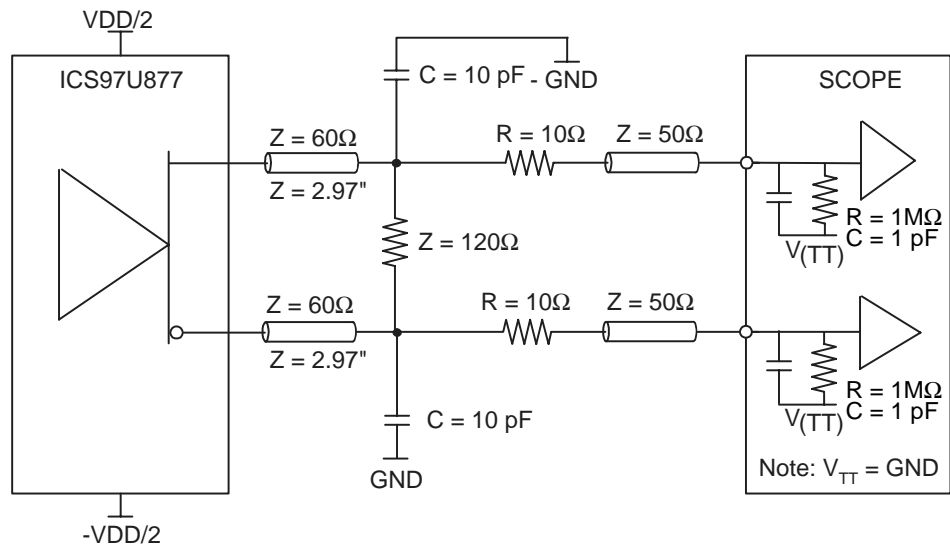 VDD/2
ICS97U877
C = 10 pF
- GND
SCOPE
Z = 60Ω
R = 10Ω
Z = 50Ω
Z = 2.97"
R = 1MΩ
C = 1 pF
V(TT)
Z = 120Ω
Z = 60Ω
R = 10Ω
Z = 50Ω
Z = 2.97"
R = 1MΩ
C = 1 pF
V(TT)
C = 10 pF
GND
Note: VTT = GND
-VDD/2